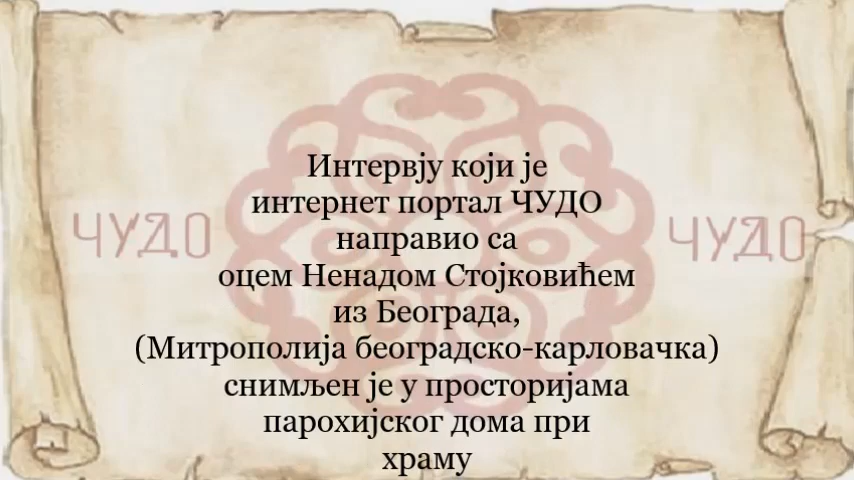 Интервју који је
интернет портал ЧУДО
направио са
ЧУДО
ЧУДО
оцем Ненадом Стојковићем
из Београда,
(Митрополија београдско-карловачка)
снимљен је у просторијама
парохијског дома при
храму